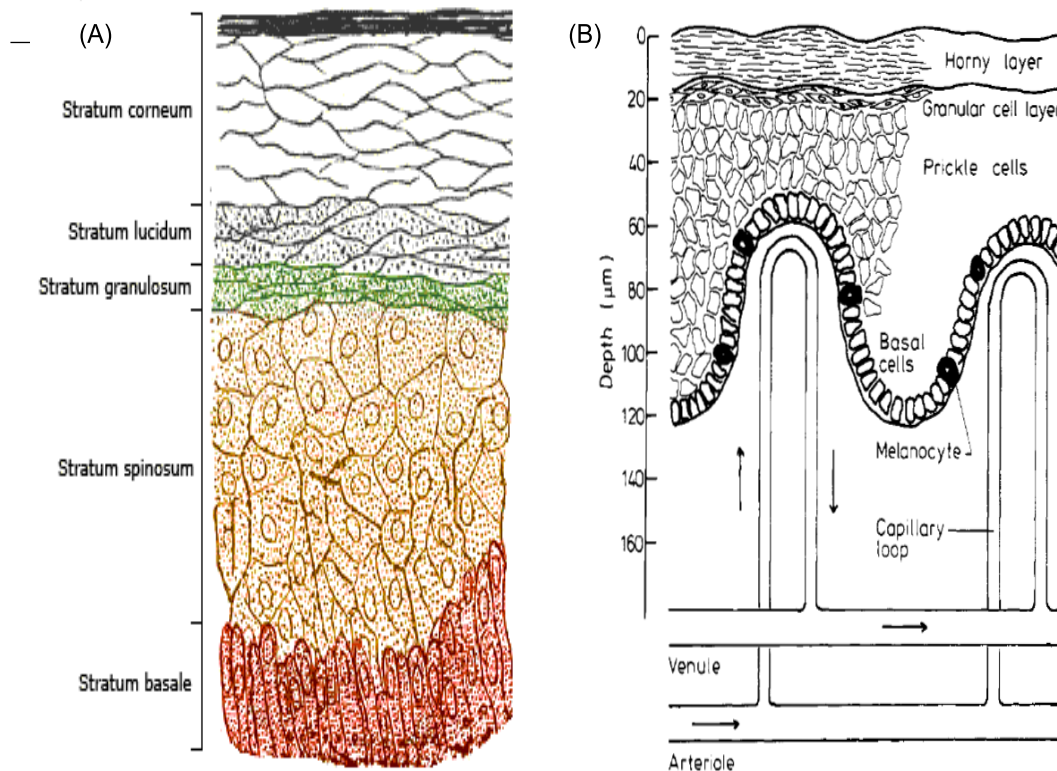 (A)
Stratum corneum
Stratum lucidum
Stratum granulosum
Stratum spinosum
Stratum basale
(B)
0
20
40
60
80
100
120
140
160
Depth (μm)
Horny layer
Granular cell layer
Prickle cells
Basal
cells
Melanocyte
Capillary
loop
Venule
Arteriole